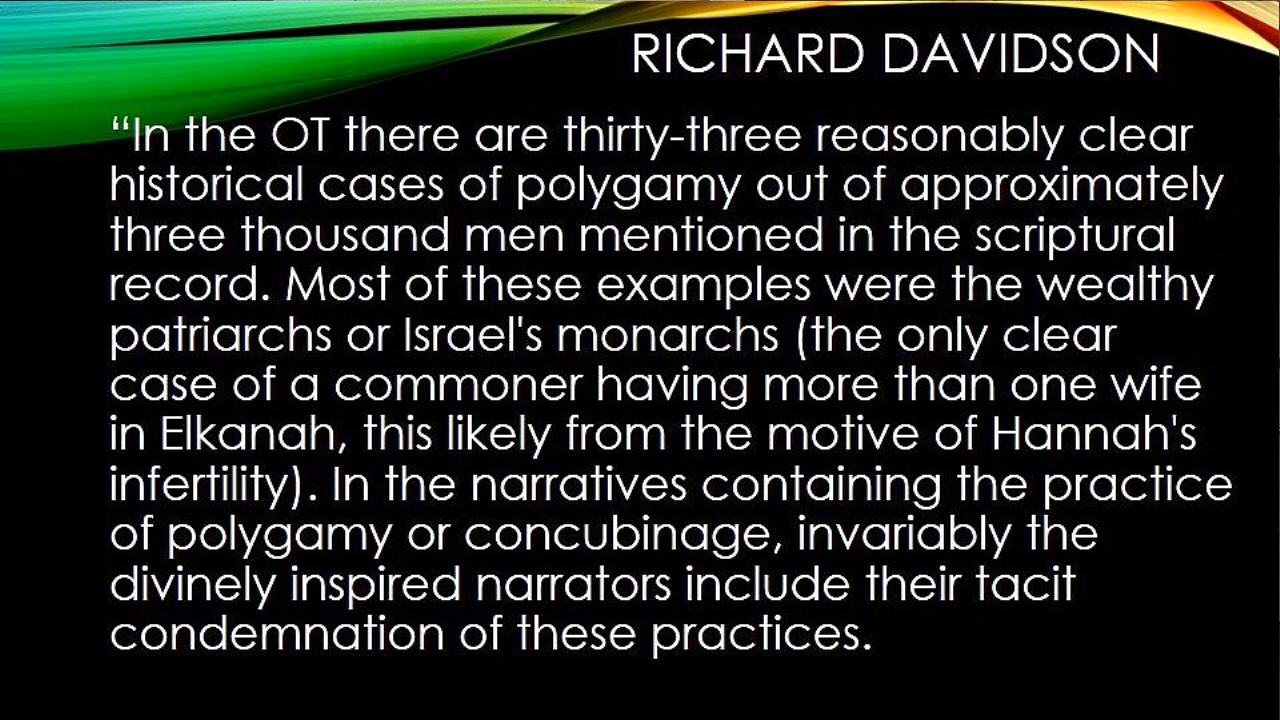 RICHARD DAVIDSON
“In the OT there are thirty-three reasonably clear
historical cases of polygamy out of approximately
three thousand men mentioned in the scriptural
record. Most of these examples were the wealthy
patriarchs or Israel's monarchs (the only clear
case of a commoner having more than one wife
in Elkanah, this likely from the motive of Hannah's
infertility). In the narratives containing the practice
of polygamy or concubinage, invariably the
divinely inspired narrators include their tacit
condemnation of these practices.